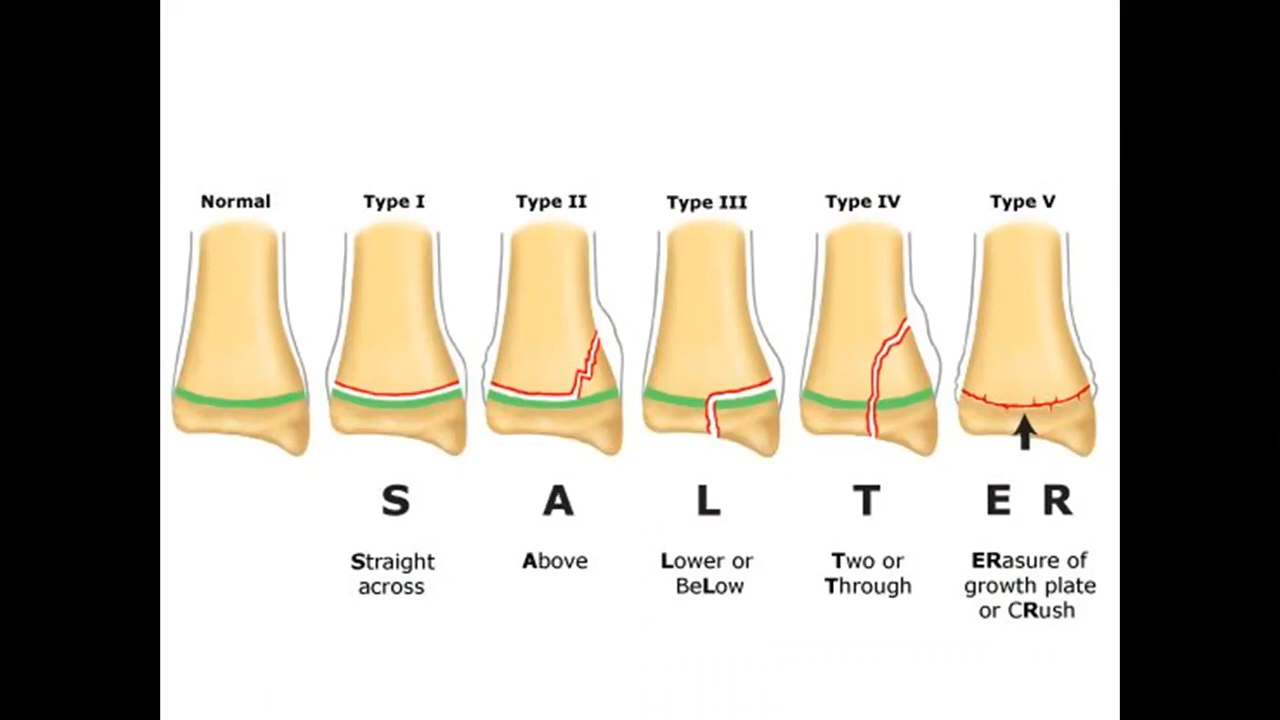 Normal Type I Type II Type III Type IV Type V
S A L T E R
Straight across
Above
Lower or
BeLow
Two or
Through
ERasure of
growth plate
or CRush